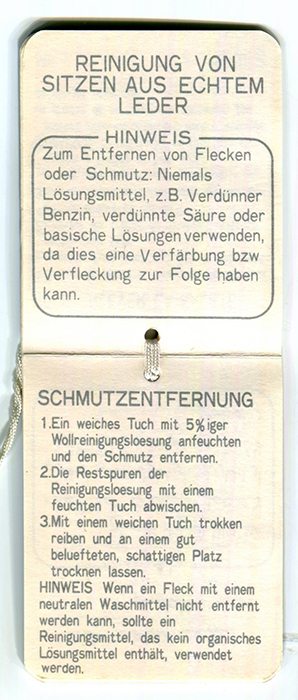 REINIGUNG VON
SITZEN AUS ECHTEM
LEDER
HINWEIS
Zum Entfernen von Flecken
oder Schmutz: Niemals
Lösungsmittel, z.B. Verdünner
Benzin, verdünnte Säure oder
basische Lösungen verwenden,
da dies eine Verfärbung bzw
Verfleckung zur Folge haben
kann.
SCHMUTZENTFERNUNG
1.Ein weiches Tuch mit 5%iger
Wollreinigungsloesung anfeuchten
und den Schmutz entfernen.
2.Die Restspuren der
Reinigungsloesung mit einem
feuchten Tuch abwischen.
3.Mit einem weichen Tuch trokken
reiben und an einem gut
beluefteten, schattigen Platz
trocknen lassen.
HINWEIS Wenn ein Fleck mit einem
neutralen Waschmittel nicht entfernt
werden kann, sollte ein
Reinigungsmittel, das kein organisches
Lösungsmittel enthält, verwendet
werden.